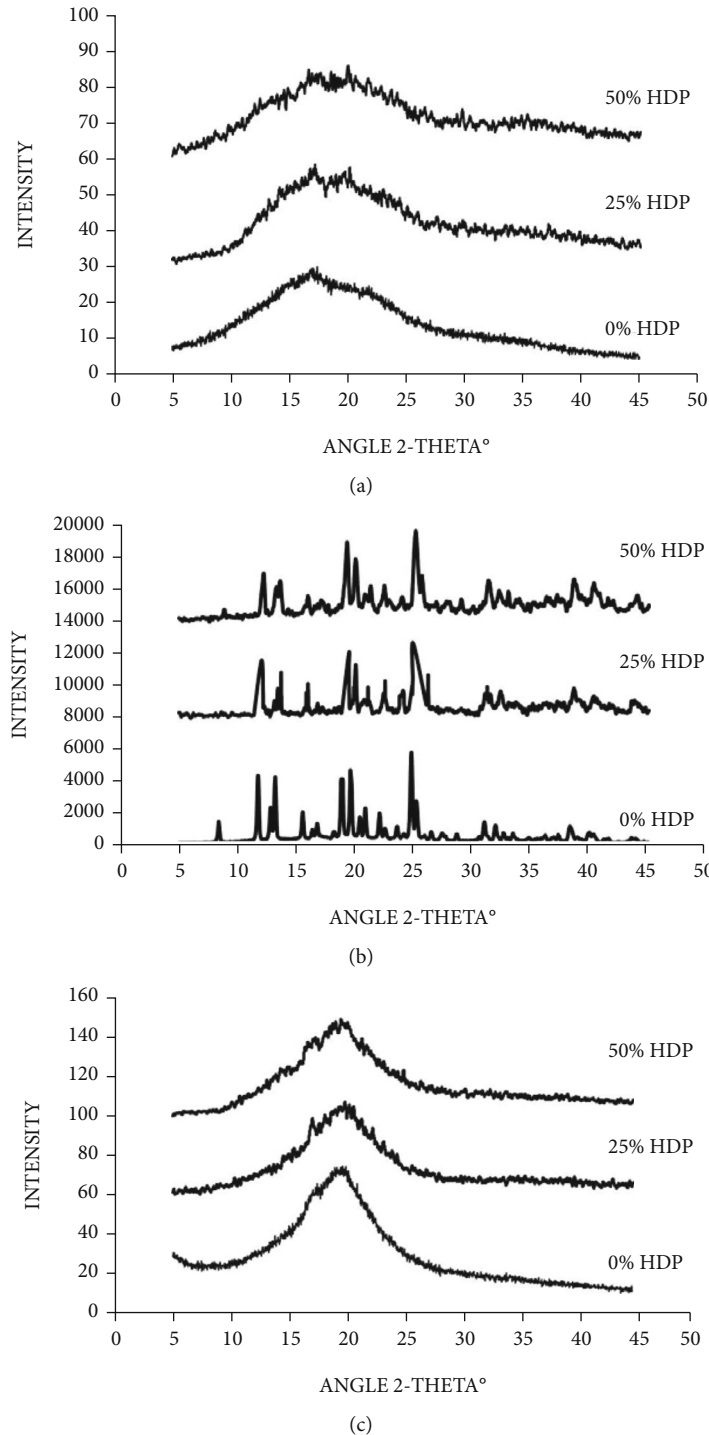 100
90
80
70
60
50
40
30
20
10
0
INTENSITY
50% HDP
25% HDP
0% HDP
0 5 10 15 20 25 30 35 40 45 50
ANGLE 2-THETA°
(a)
20000
18000
16000
14000
12000
10000
8000
6000
4000
2000
0
INTENSITY
50% HDP
25% HDP
0% HDP
0 5 10 15 20 25 30 35 40 45 50
ANGLE 2-THETA°
(b)
160
140
120
100
80
60
40
20
0
INTENSITY
50% HDP
25% HDP
0% HDP
0 5 10 15 20 25 30 35 40 45 50
ANGLE 2-THETA°
(c)